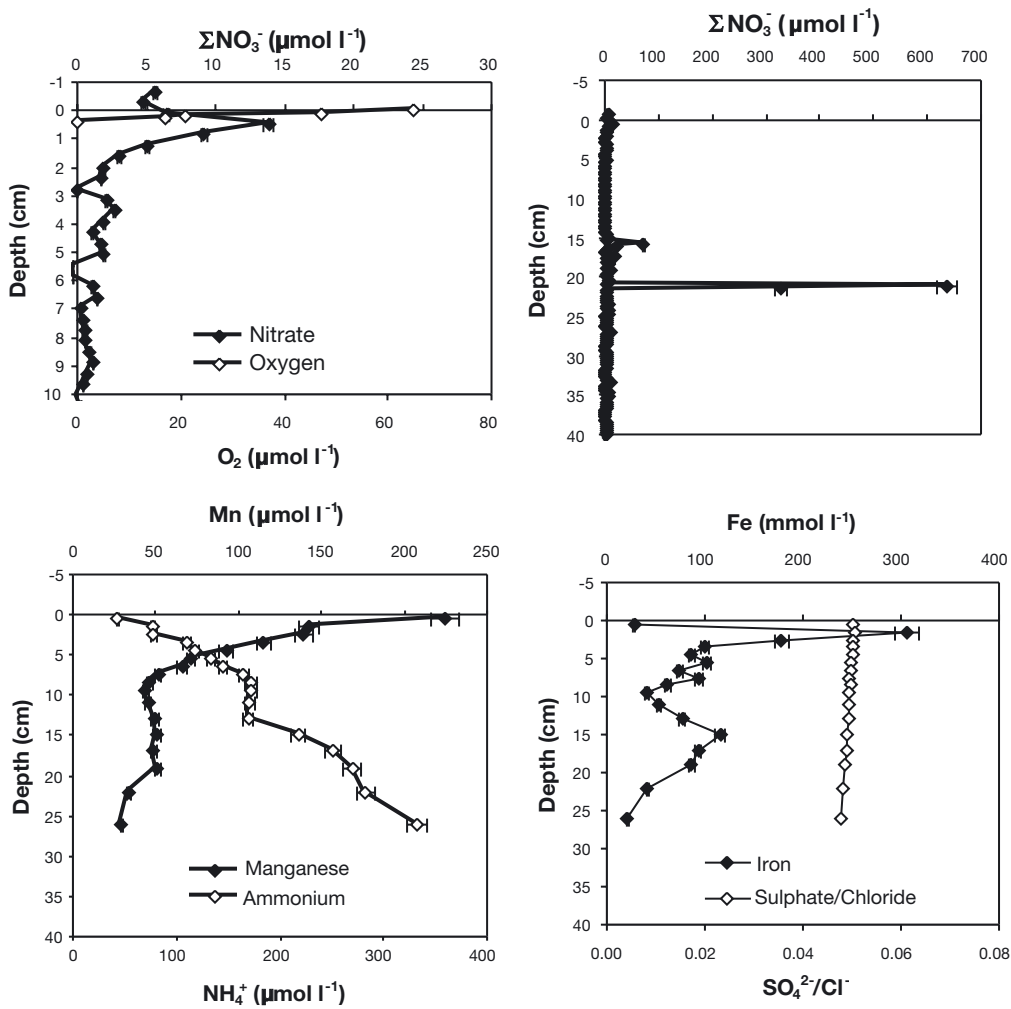 ΣNO₃⁻ (µmol l⁻¹)
0 5 10 15 20 25 30
-1
0
1
2
3
4
5
6
7
8
9
10
Depth (cm)
Nitrate
Oxygen
0 20 40 60 80
O₂ (µmol l⁻¹)
ΣNO₃⁻ (µmol l⁻¹)
0 100 200 300 400 500 600 700
-5
0
5
10
15
20
25
30
35
40
Depth (cm)
Mn (µmol l⁻¹)
0 50 100 150 200 250
-5
0
5
10
15
20
25
30
35
40
Depth (cm)
Manganese
Ammonium
0 100 200 300 400
NH₄⁺ (µmol l⁻¹)
Fe (mmol l⁻¹)
0 100 200 300 400
-5
0
5
10
15
20
25
30
35
40
Depth (cm)
Iron
Sulphate/Chloride
0.00 0.02 0.04 0.06 0.08
SO₄²⁻/Cl⁻